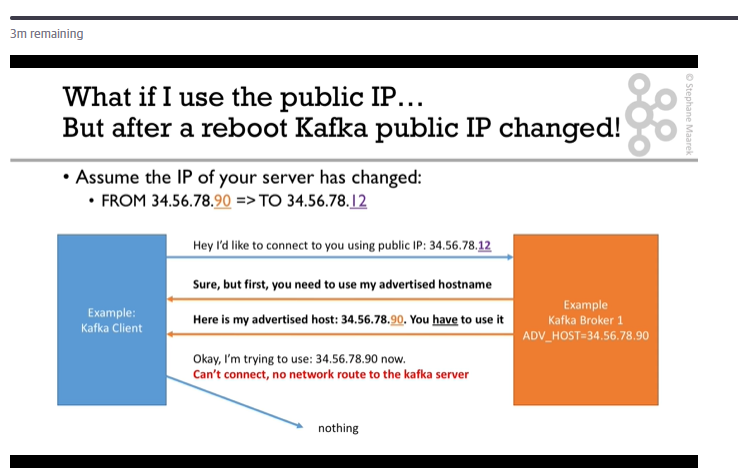 3m remaining
What if I use the public IP...
But after a reboot Kafka public IP changed!
© Stephane Maarek
• Assume the IP of your server has changed:
• FROM 34.56.78.90 => TO 34.56.78.12
Hey I'd like to connect to you using public IP: 34.56.78.12
Sure, but first, you need to use my advertised hostname
Example:
Kafka Client
Here is my advertised host: 34.56.78.90. You have to use it
Example
Kafka Broker 1
ADV_HOST=34.56.78.90
Okay, I'm trying to use: 34.56.78.90 now.
Can't connect, no network route to the kafka server
nothing